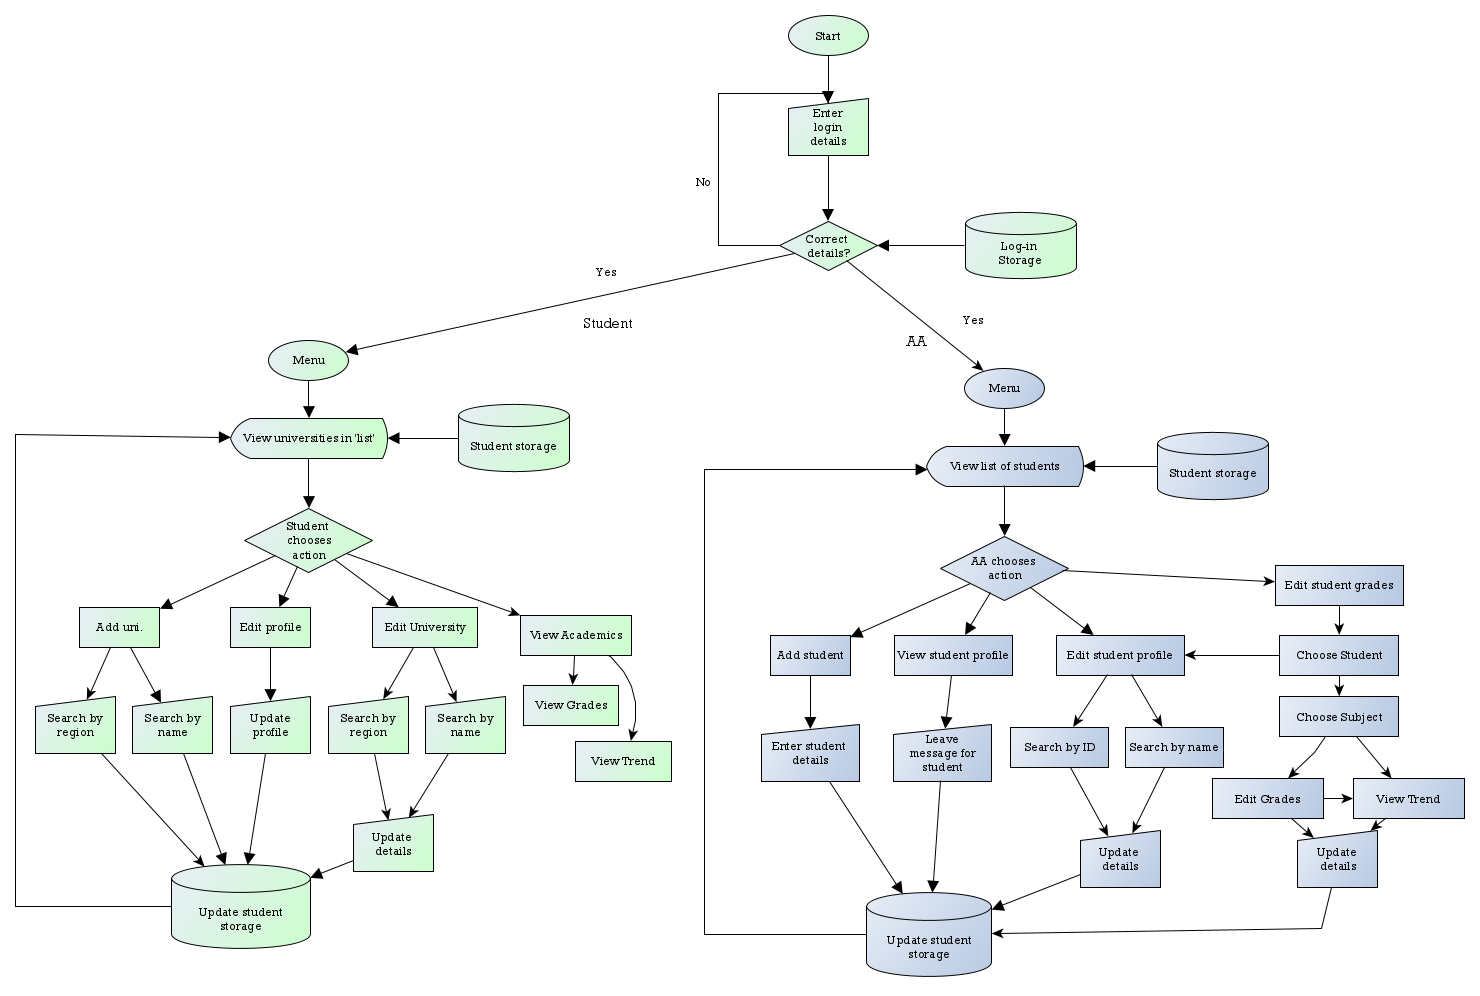 Start
Enter
login
details
No
Correct
details?
Log-in
Storage
Yes
Student
Yes
AA
Menu
View universities in 'list'
Student storage
Student
chooses
action
Add uni.
Edit profile
Edit University
View Academics
Search by
region
Search by
name
Update
profile
Search by
region
Search by
name
View Grades
View Trend
Update
details
Update student
storage
Menu
View list of students
Student storage
AA chooses
action
Edit student grades
Add student
View student profile
Edit student profile
Choose Student
Choose Subject
Enter student
details
Leave
message for
student
Search by ID
Search by name
Edit Grades
View Trend
Update
details
Update
details
Update student
storage